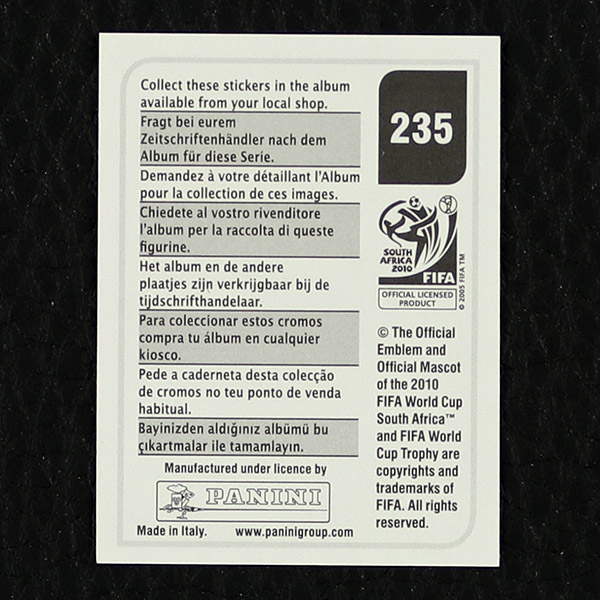 Collect these stickers in the album
available from your local shop.
Fragt bei eurem
Zeitschriftenhändler nach dem
Album für diese Serie.
Demandez à votre détaillant l'Album
pour la collection de ces images.
Chiedete al vostro rivenditore
l'album per la raccolta di queste
figurine.
Het album en de andere
plaatjes zijn verkrijgbaar bij de
tijdschrifthandelaar.
Para coleccionar estos cromos
compra tu álbum en cualquier
kiosco.
Pede a caderneta desta colecção
de cromos no teu ponto de venda
habitual.
Bayinizden aldığınız albümü bu
çıkartmalar ile tamamlayın.
Manufactured under licence by
PANINI
Made in Italy. www.paninigroup.com
235
SOUTH
AFRICA
2010
FIFA
OFFICIAL LICENSED
PRODUCT
© 2005 FIFA TM
© The Official
Emblem and
Official Mascot
of the 2010
FIFA World Cup
South Africa™
and FIFA World
Cup Trophy are
copyrights and
trademarks of
FIFA. All rights
reserved.